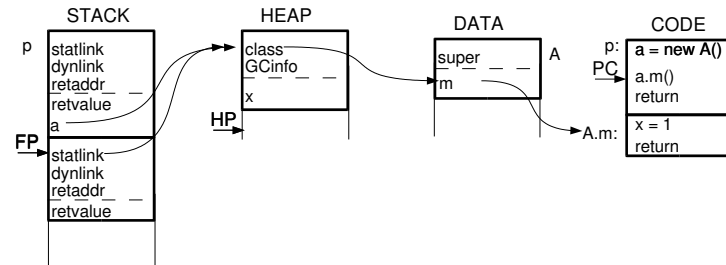 STACK
HEAP
DATA
CODE
p
statlink
dynlink
retaddr
retvalue
a
FP
statlink
dynlink
retaddr
retvalue
class
GCinfo
x
HP
super
m
A
p:
a = new A()
PC
a.m()
return
A.m:
x = 1
return